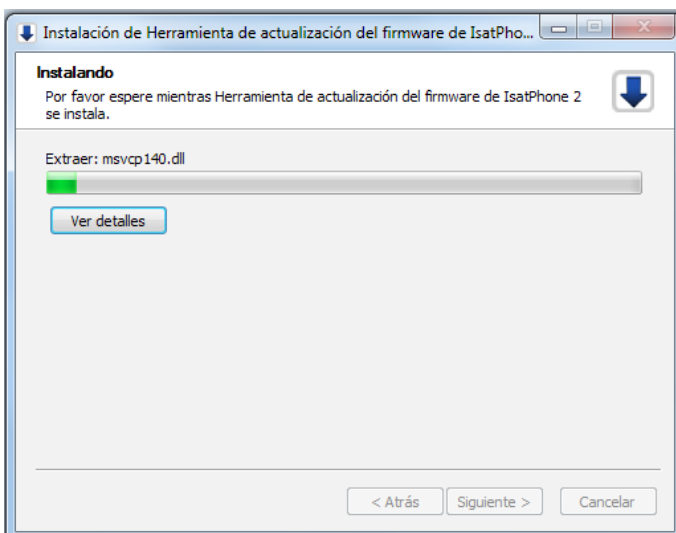 Instalación de Herramienta de actualización del firmware de IsatPho...
Instalando
Por favor espere mientras Herramienta de actualización del firmware de IsatPhone 2
se instala.
Extraer: msvcp140.dll
Ver detalles
< Atrás
Siguiente >
Cancelar